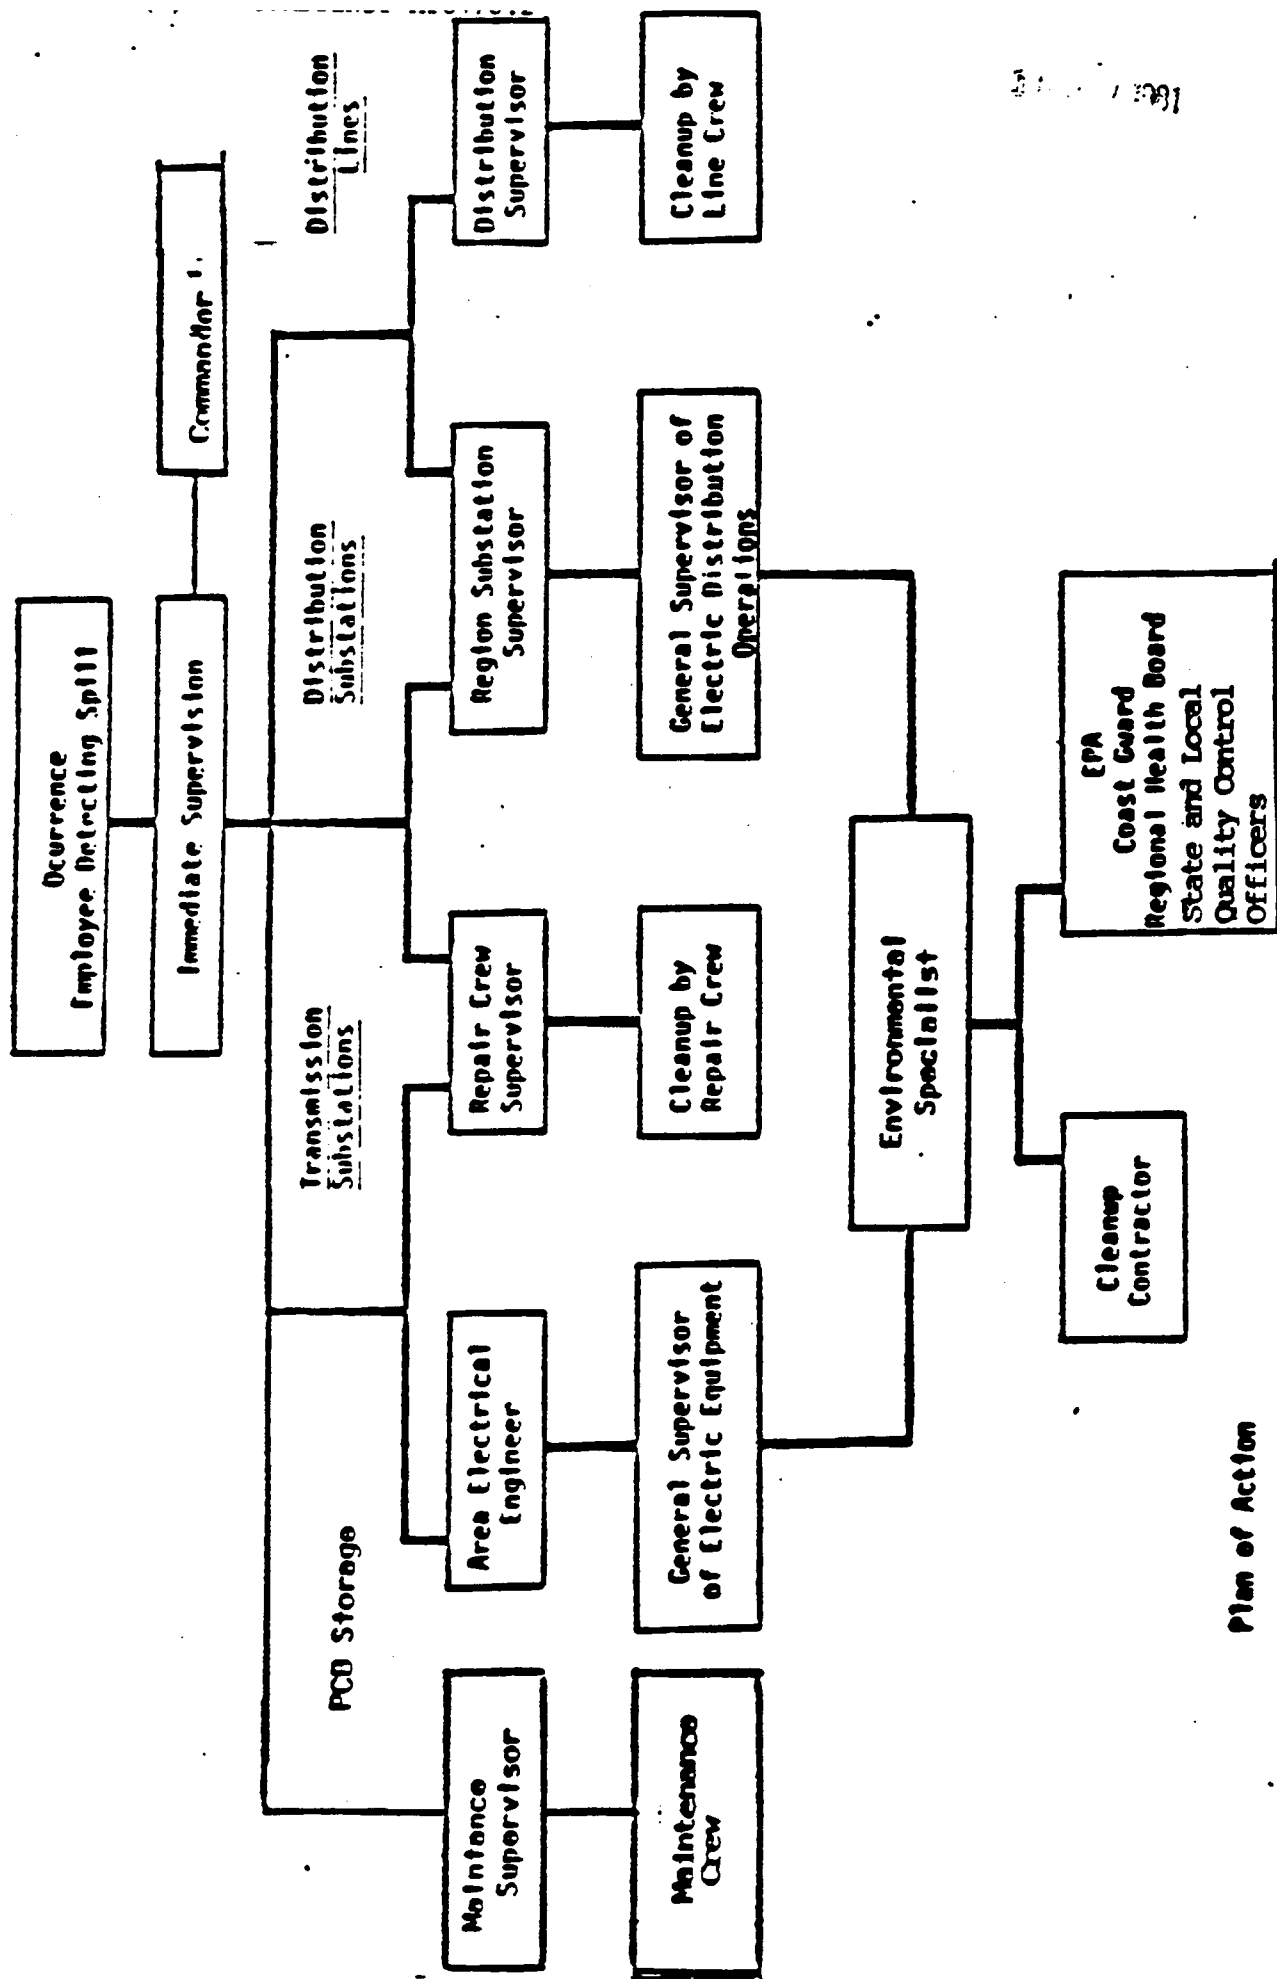 Ocurrence
Employee Detecting Spill
Immediate Supervision
PCB Storage
Transmission
Substations
Distribution
Substations
Distribution
Lines
Maintance
Supervisor
Area Electrical
Engineer
Repair Crew
Supervisor
Region Substation
Supervisor
Distribution
Supervisor
Maintenance
Crew
General Supervisor
of Electric Equipment
Cleanup by
Repair Crew
General Supervisor of
Electric Distribution
Operations
Cleanup by
Line Crew
Environmental
Specialist
Cleanup
Contractor
EPA
Coast Guard
Regional Health Board
State and Local
Quality Control
Officers
Plan of Action